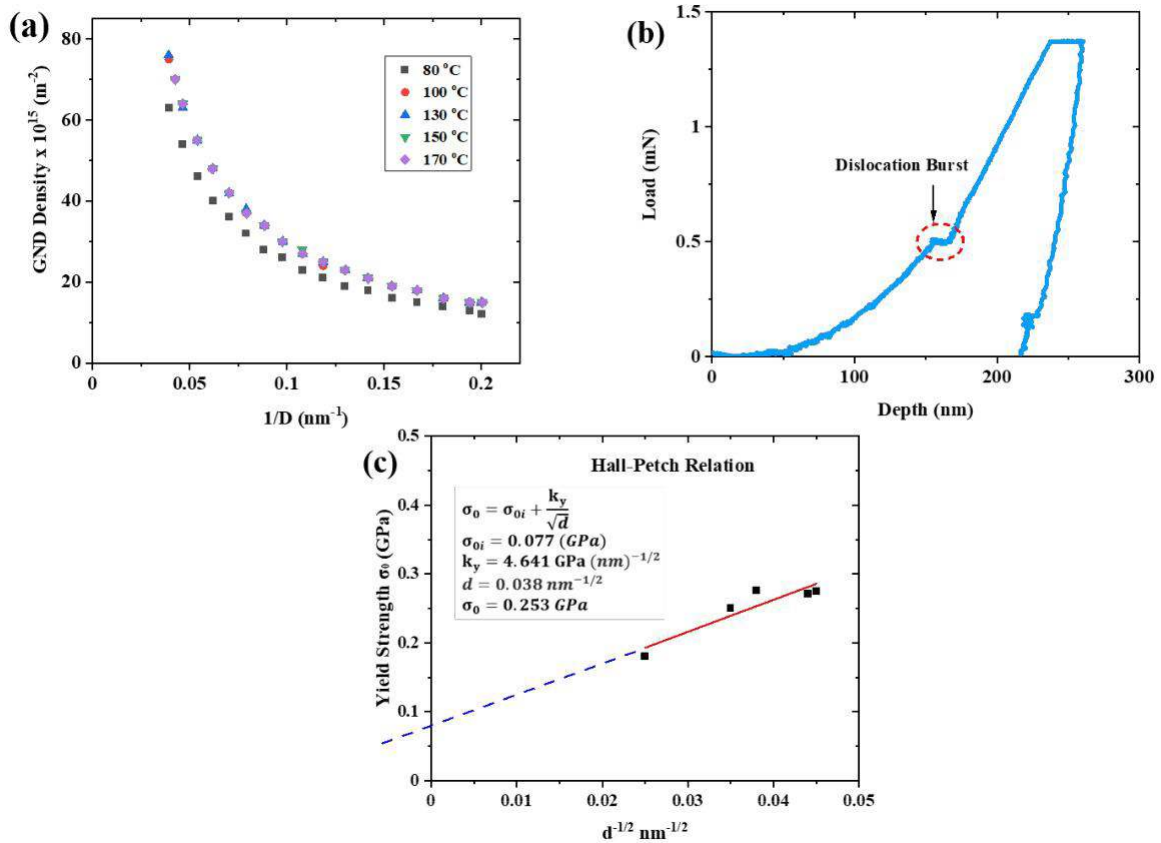 (a)
GND Density x 10¹⁵ (m⁻²)
80
60
40
20
0
80 °C
100 °C
130 °C
150 °C
170 °C
0
0.05
0.1
0.15
0.2
1/D (nm⁻¹)
(b)
Load (mN)
1.5
1
0.5
0
Dislocation Burst
0
100
200
300
Depth (nm)
(c)
Yield Strength σ₀ (GPa)
0.5
0.4
0.3
0.2
0.1
0
Hall-Petch Relation
σ₀ = σ₀ᵢ + k_y/√d
σ₀ᵢ = 0.077 (GPa)
k_y = 4.641 GPa (nm)⁻¹/²
d = 0.038 nm⁻¹/²
σ₀ = 0.253 GPa
0
0.01
0.02
0.03
0.04
0.05
d⁻¹/² nm⁻¹/²